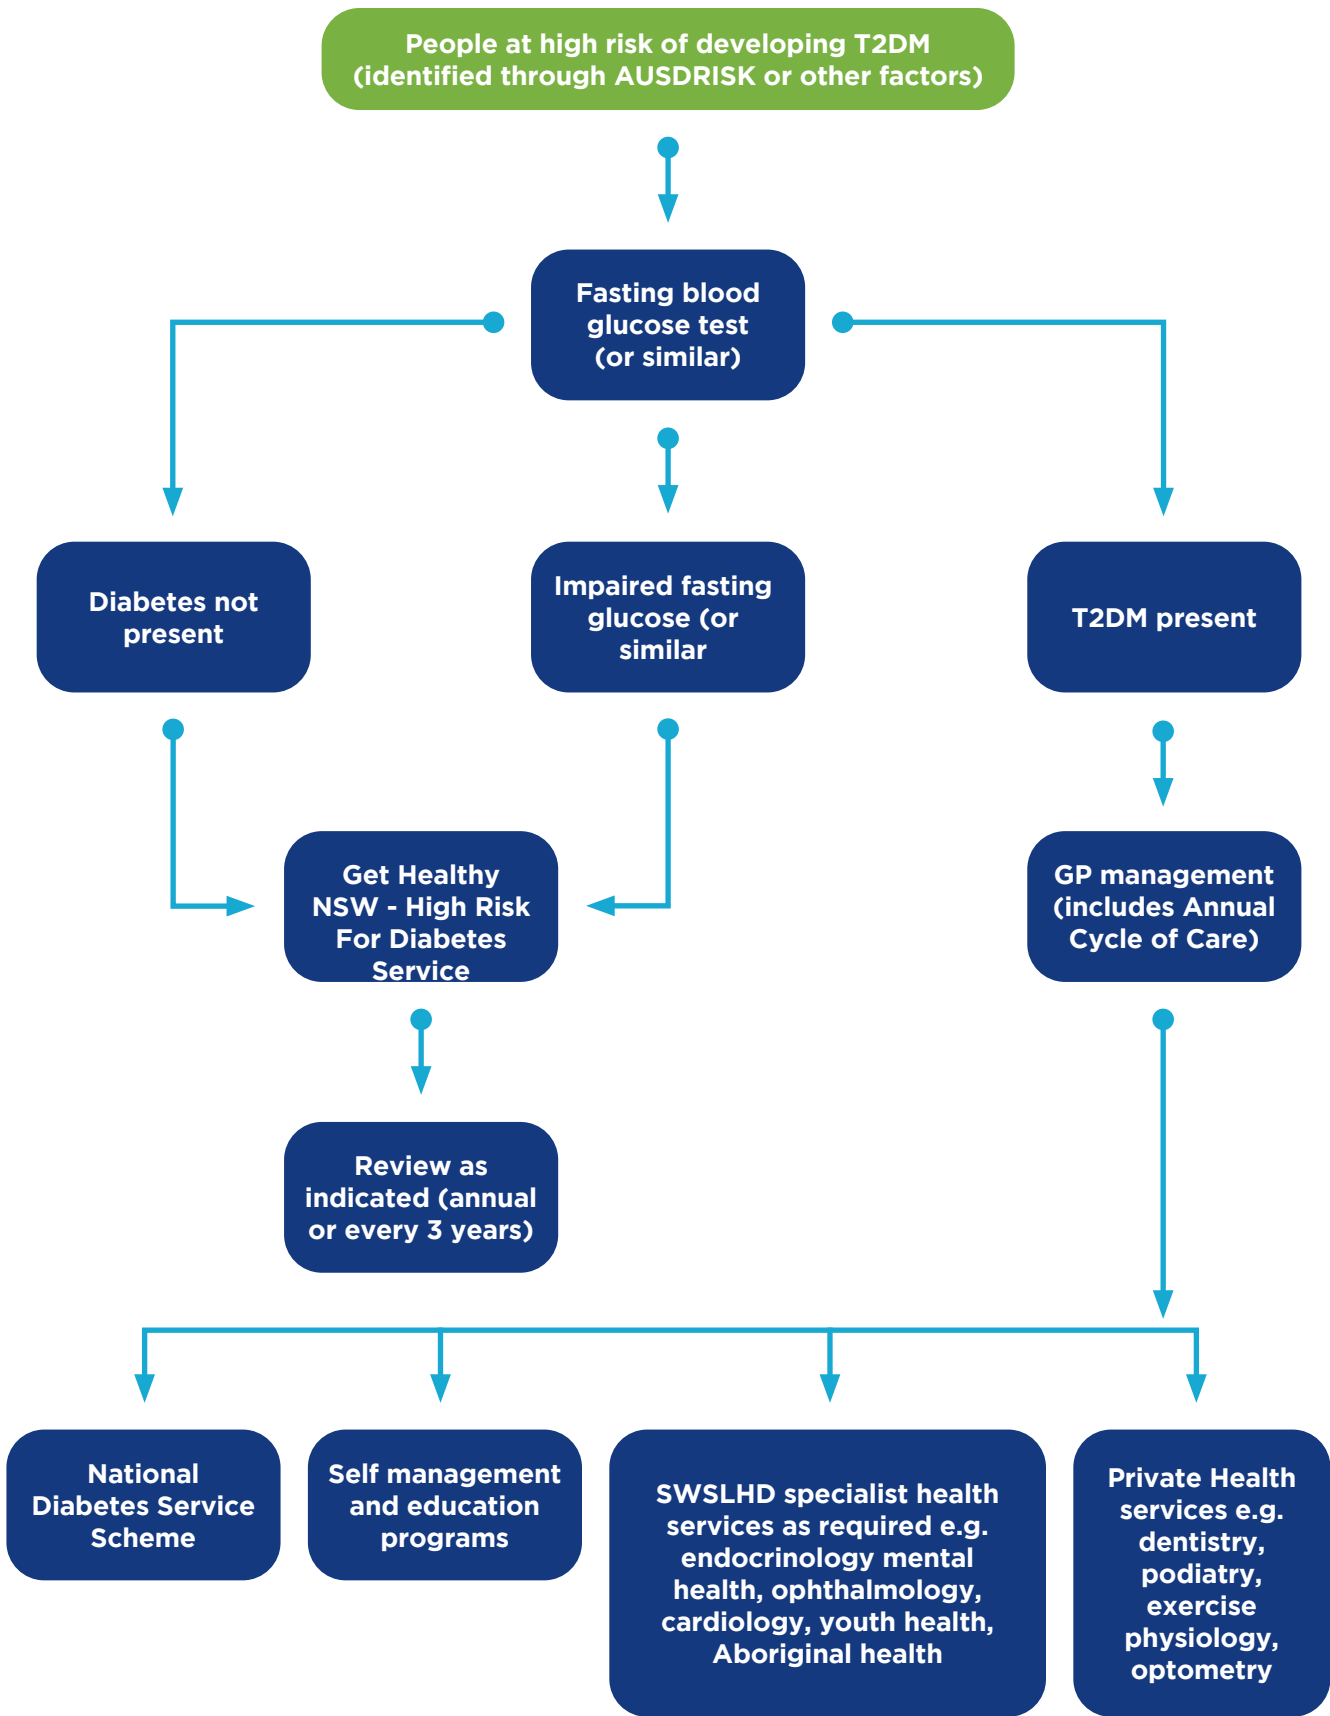 People at high risk of developing T2DM
(identified through AUSDRISK or other factors)
Fasting blood
glucose test
(or similar)
Diabetes not
present
Impaired fasting
glucose (or
similar
T2DM present
Get Healthy
NSW - High Risk
For Diabetes
Service
GP management
(includes Annual
Cycle of Care)
Review as
indicated (annual
or every 3 years)
National
Diabetes Service
Scheme
Self management
and education
programs
SWSLHD specialist health
services as required e.g.
endocrinology mental
health, ophthalmology,
cardiology, youth health,
Aboriginal health
Private Health
services e.g.
dentistry,
podiatry,
exercise
physiology,
optometry